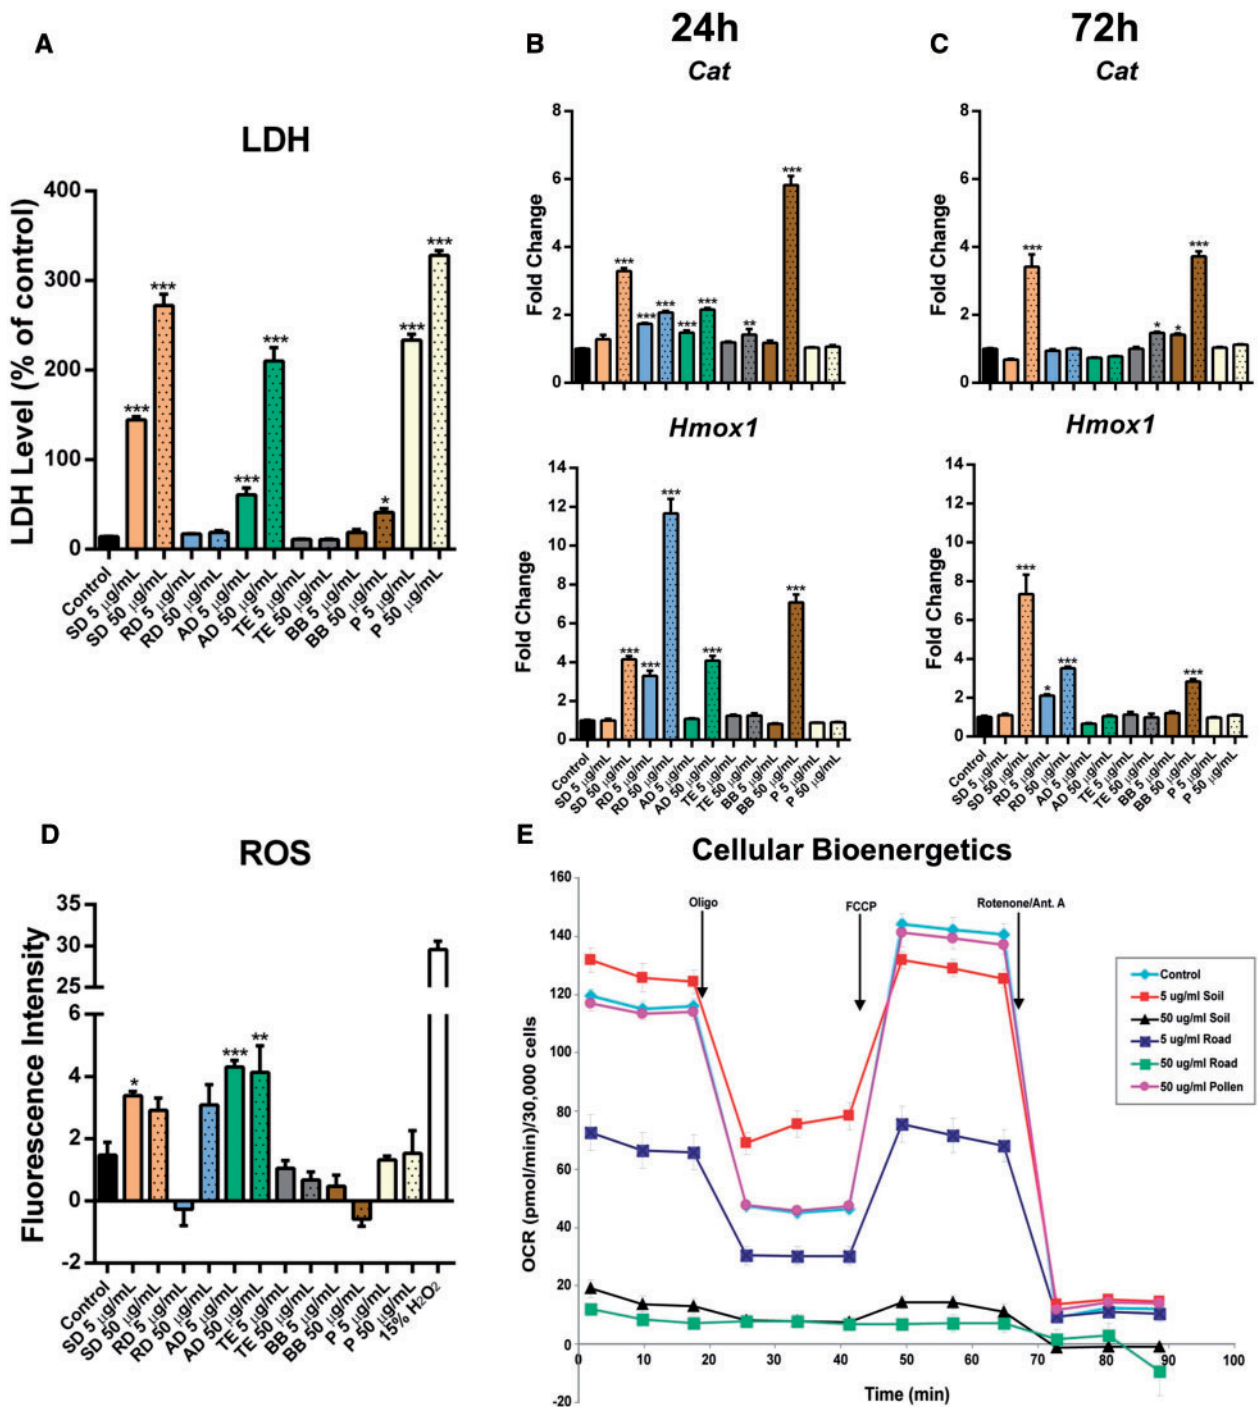 A
LDH
LDH Level (% of control)
400
300
200
100
0
***
***
***
***
*
***
***
Control
SD 5 µg/mL
SD 50 µg/mL
RD 5 µg/mL
RD 50 µg/mL
AD 5 µg/mL
AD 50 µg/mL
TE 5 µg/mL
TE 50 µg/mL
BB 5 µg/mL
BB 50 µg/mL
P 5 µg/mL
P 50 µg/mL
B
24h
Cat
Fold Change
8
6
4
2
0
***
***
***
***
***
**
***
Hmox1
Fold Change
14
12
10
8
6
4
2
0
***
***
***
***
***
Control
SD 5 µg/mL
SD 50 µg/mL
RD 5 µg/mL
RD 50 µg/mL
AD 5 µg/mL
AD 50 µg/mL
TE 5 µg/mL
TE 50 µg/mL
BB 5 µg/mL
BB 50 µg/mL
P 5 µg/mL
P 50 µg/mL
C
72h
Cat
Fold Change
8
6
4
2
0
***
*
*
***
Hmox1
Fold Change
14
12
10
8
6
4
2
0
***
*
***
***
Control
SD 5 µg/mL
SD 50 µg/mL
RD 5 µg/mL
RD 50 µg/mL
AD 5 µg/mL
AD 50 µg/mL
TE 5 µg/mL
TE 50 µg/mL
BB 5 µg/mL
BB 50 µg/mL
P 5 µg/mL
P 50 µg/mL
D
ROS
Fluorescence Intensity
35
30
25
6
4
2
0
-2
*
***
**
Control
SD 5 µg/mL
SD 50 µg/mL
RD 5 µg/mL
RD 50 µg/mL
AD 5 µg/mL
AD 50 µg/mL
TE 5 µg/mL
TE 50 µg/mL
BB 5 µg/mL
BB 50 µg/mL
P 5 µg/mL
P 50 µg/mL
15% H₂O₂
E
Cellular Bioenergetics
OCR (pmol/min)/30,000 cells
160
140
120
100
80
60
40
20
0
-20
Oligo
FCCP
Rotenone/Ant. A
0 10 20 30 40 50 60 70 80 90 100
Time (min)
Control
5 ug/ml Soil
50 ug/ml Soil
5 ug/ml Road
50 ug/ml Road
50 ug/ml Pollen